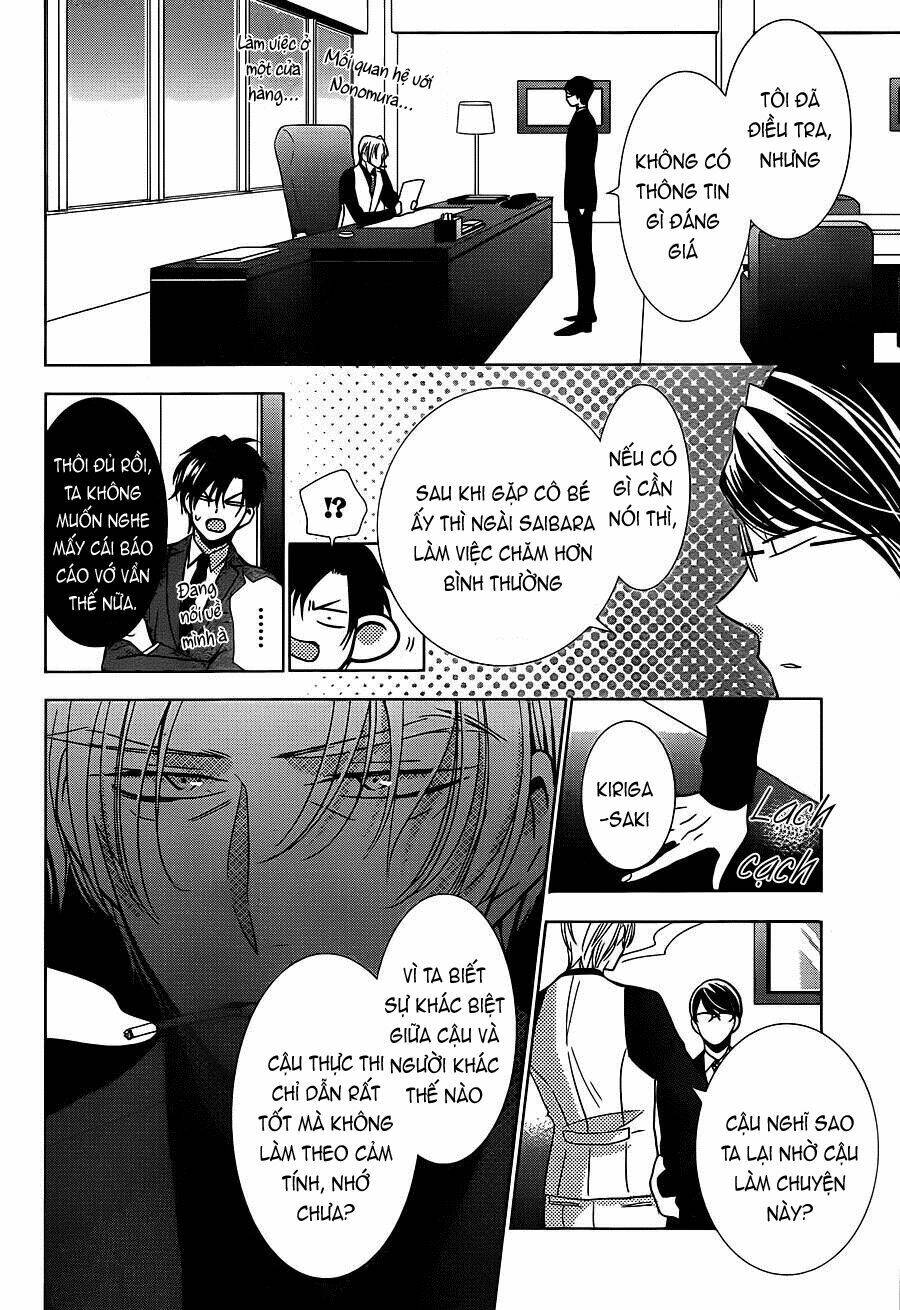 TÔI ĐÃ
ĐIỀU TRA,
NHƯNG
KHÔNG CÓ
THÔNG TIN
GÌ ĐÁNG
GIÁ
Mối quan hệ với
Nonomura...
Làm việc ở
một cửa
hàng...
NẾU CÓ
GÌ CẦN
NÓI THÌ,
SAU KHI GẶP CÔ BÉ
ẤY THÌ NGÀI SAIBARA
LÀM VIỆC CHĂM HƠN
BÌNH THƯỜNG
!?
......
Đang
nói về
mình à
THÔI ĐỦ RỒI,
TA KHÔNG
MUỐN NGHE
MẤY CÁI BÁO
CÁO VỚ VẨN
THẾ NỮA.
Lạch
cạch
KIRIGA
-SAKI
CẬU NGHĨ SAO
TA LẠI NHỜ CẬU
LÀM CHUYỆN
NÀY?
VÌ TA BIẾT
SỰ KHÁC BIỆT
GIỮA CẬU VÀ
NGƯỜI KHÁC
THẾ NÀO
CẬU THỰC THI
CHỈ DẪN RẤT
TỐT MÀ KHÔNG
LÀM THEO CẢM
TÍNH, NHỚ
CHƯA?